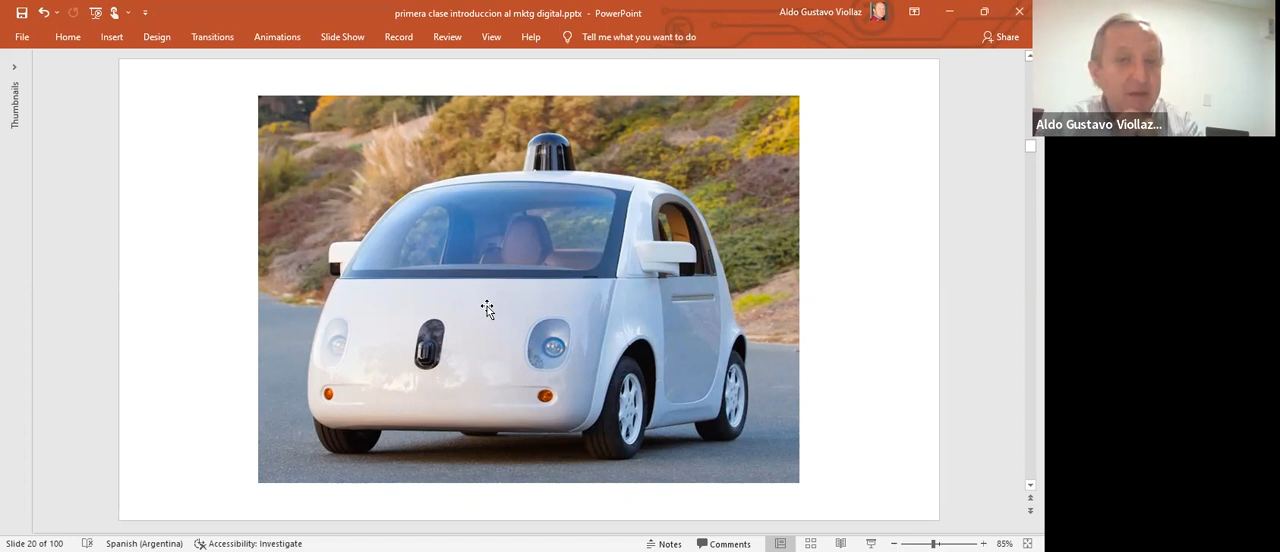 primera clase introduccion al mktg digital.pptx - PowerPoint
Aldo Gustavo Viollaz
File Home Insert Design Transitions Animations Slide Show Record Review View Help Tell me what you want to do Share
Aldo Gustavo Viollaz...
Thumbnails
Slide 20 of 100 Spanish (Argentina) Accessibility: Investigate Notes Comments 85%